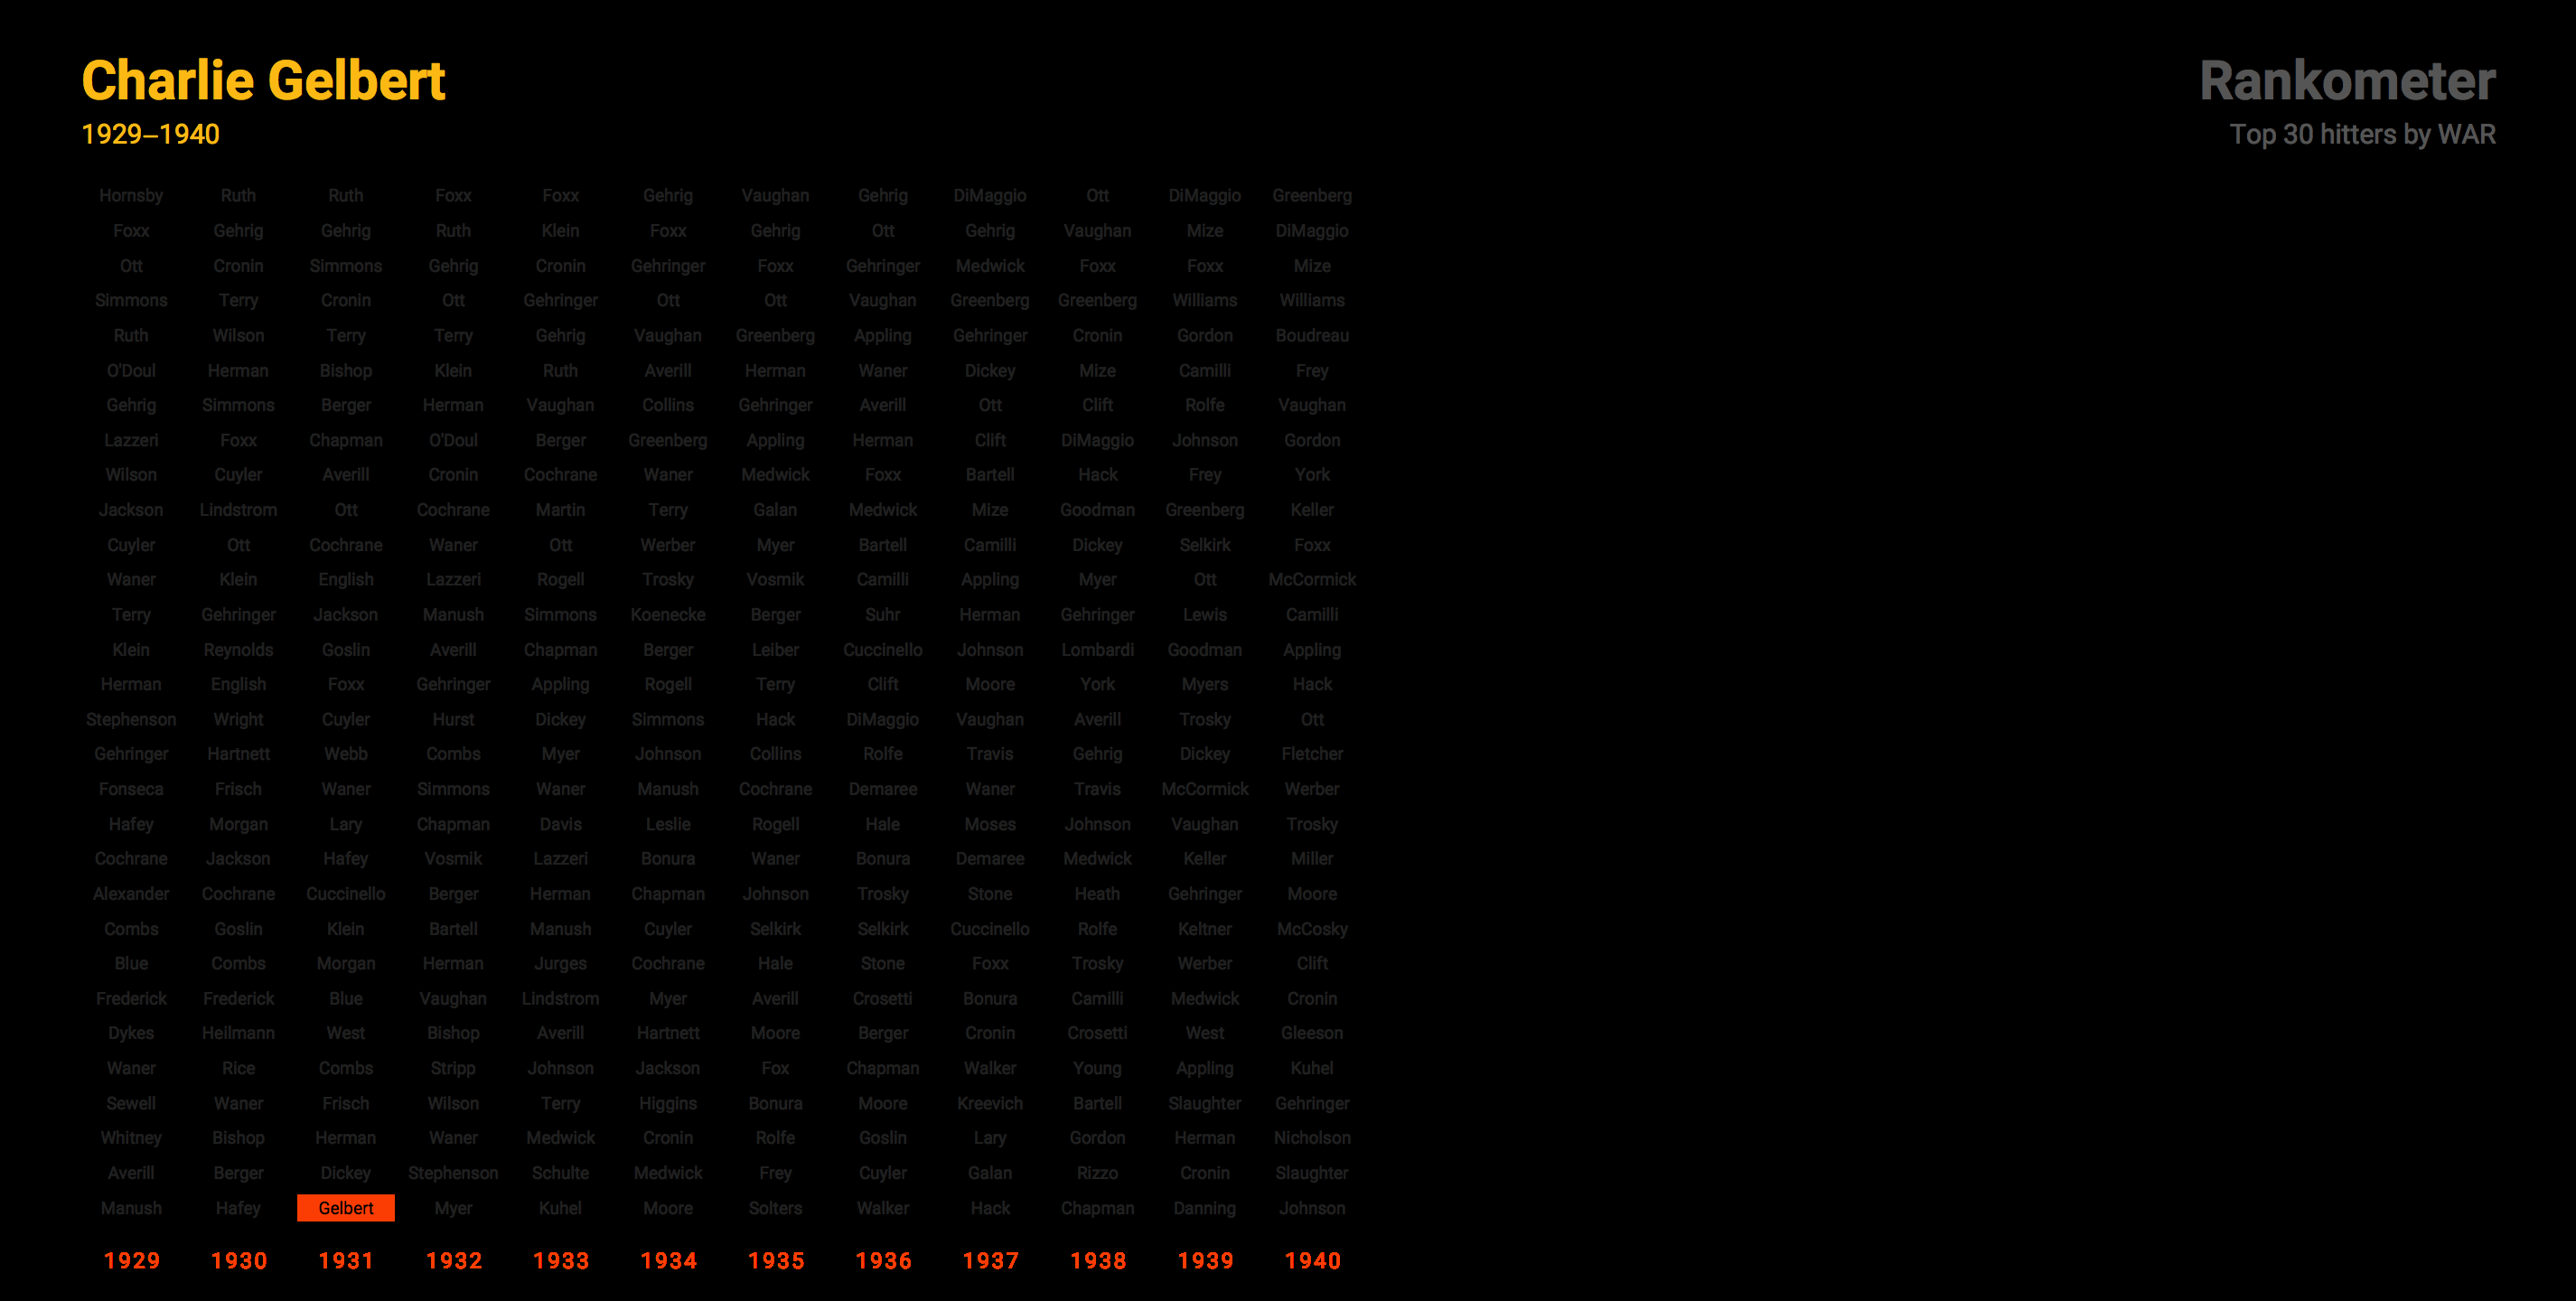 Charlie Gelbert
1929–1940
Rankometer
Top 30 hitters by WAR
Hornsby Ruth Ruth Foxx Foxx Gehrig Vaughan Gehrig DiMaggio Ott DiMaggio Greenberg
Foxx Gehrig Gehrig Ruth Klein Foxx Gehrig Ott Gehrig Vaughan Mize DiMaggio
Ott Cronin Simmons Gehrig Cronin Gehringer Foxx Gehringer Medwick Foxx Foxx Mize
Simmons Terry Cronin Ott Gehringer Ott Ott Vaughan Greenberg Greenberg Williams Williams
Ruth Wilson Terry Terry Gehrig Vaughan Greenberg Appling Gehringer Cronin Gordon Boudreau
O'Doul Herman Bishop Klein Ruth Averill Herman Waner Dickey Mize Camilli Frey
Gehrig Simmons Berger Herman Vaughan Collins Gehringer Averill Ott Clift Rolfe Vaughan
Lazzeri Foxx Chapman O'Doul Berger Greenberg Appling Herman Clift DiMaggio Johnson Gordon
Wilson Cuyler Averill Cronin Cochrane Waner Medwick Foxx Bartell Hack Frey York
Jackson Lindstrom Ott Cochrane Martin Terry Galan Medwick Mize Goodman Greenberg Keller
Cuyler Ott Cochrane Waner Ott Werber Myer Bartell Camilli Dickey Selkirk Foxx
Waner Klein English Lazzeri Rogell Trosky Vosmik Camilli Appling Myer Ott McCormick
Terry Gehringer Jackson Manush Simmons Koenecke Berger Suhr Herman Gehringer Lewis Camilli
Klein Reynolds Goslin Averill Chapman Berger Leiber Cuccinello Johnson Lombardi Goodman Appling
Herman English Foxx Gehringer Appling Rogell Terry Clift Moore York Myers Hack
Stephenson Wright Cuyler Hurst Dickey Simmons Hack DiMaggio Vaughan Averill Trosky Ott
Gehringer Hartnett Webb Combs Myer Johnson Collins Rolfe Travis Gehrig Dickey Fletcher
Fonseca Frisch Waner Simmons Waner Manush Cochrane Demaree Waner Travis McCormick Werber
Hafey Morgan Lary Chapman Davis Leslie Rogell Hale Moses Johnson Vaughan Trosky
Cochrane Jackson Hafey Vosmik Lazzeri Bonura Waner Bonura Demaree Medwick Keller Miller
Alexander Cochrane Cuccinello Berger Herman Chapman Johnson Trosky Stone Heath Gehringer Moore
Combs Goslin Klein Bartell Manush Cuyler Selkirk Selkirk Cuccinello Rolfe Keltner McCosky
Blue Combs Morgan Herman Jurges Cochrane Hale Stone Foxx Trosky Werber Clift
Frederick Frederick Blue Vaughan Lindstrom Myer Averill Crosetti Bonura Camilli Medwick Cronin
Dykes Heilmann West Bishop Averill Hartnett Moore Berger Cronin Crosetti West Gleeson
Waner Rice Combs Stripp Johnson Jackson Fox Chapman Walker Young Appling Kuhel
Sewell Waner Frisch Wilson Terry Higgins Bonura Moore Kreevich Bartell Slaughter Gehringer
Whitney Bishop Herman Waner Medwick Cronin Rolfe Goslin Lary Gordon Herman Nicholson
Averill Berger Dickey Stephenson Schulte Medwick Frey Cuyler Galan Rizzo Cronin Slaughter
Manush Hafey Gelbert Myer Kuhel Moore Solters Walker Hack Chapman Danning Johnson
1929 1930 1931 1932 1933 1934 1935 1936 1937 1938 1939 1940